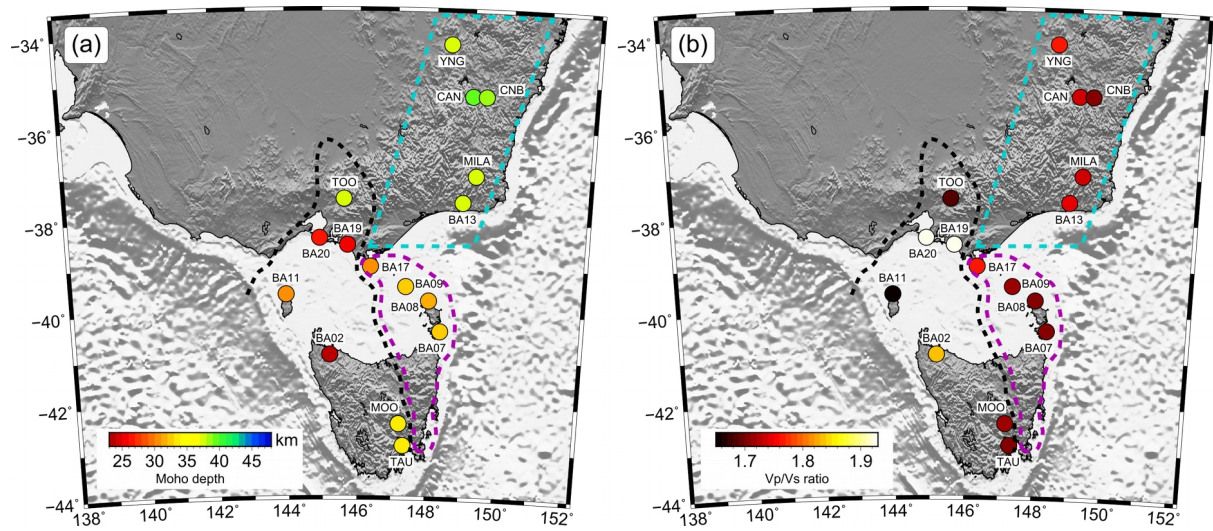 (a)
YNG
CAN
CNB
MILA
BA13
TOO
BA19
BA20
BA17
BA11
BA09
BA08
BA07
BA02
MOO
TAU
25 30 35 40 45 km
Moho depth
−34˚
−36˚
−38˚
−40˚
−42˚
−44˚
138˚ 140˚ 142˚ 144˚ 146˚ 148˚ 150˚ 152˚
(b)
YNG
CAN
CNB
MILA
BA13
TOO
BA19
BA20
BA17
BA11
BA09
BA08
BA07
BA02
MOO
TAU
1.7 1.8 1.9
Vp/Vs ratio
−34˚
−36˚
−38˚
−40˚
−42˚
−44˚
138˚ 140˚ 142˚ 144˚ 146˚ 148˚ 150˚ 152˚